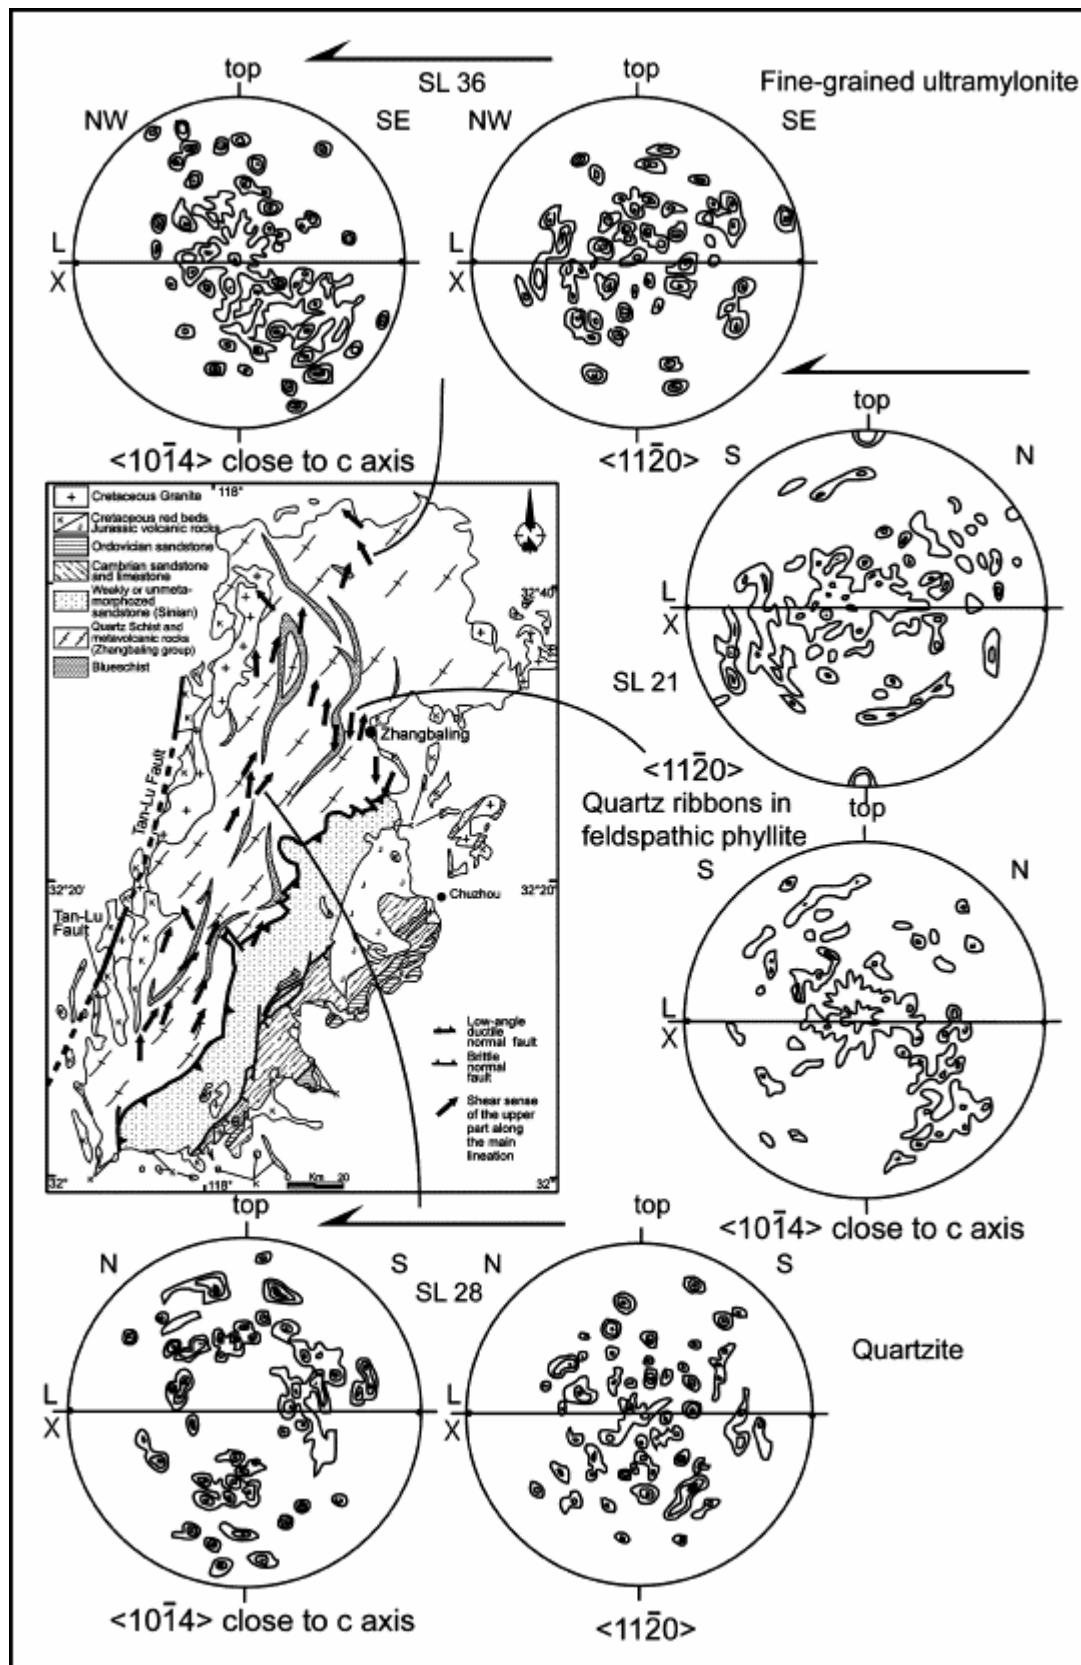 top
SL 36
top
Fine-grained ultramylonite
NW
SE
NW
SE
L
X
L
X
<101̄4> close to c axis
<112̄0>
top
S
N
L
X
SL 21
<112̄0>
Quartz ribbons in
feldspathic phyllite
top
S
N
L
X
<101̄4> close to c axis
118°
Cretaceous Granite
Cretaceous red beds
Jurassic volcanic rocks
Ordovician sandstone
Cambrian sandstone
and limestone
Weakly or unmeta-
morphozed
sandstone (Sinian)
Quartz Schist and
metavolcanic rocks
(Zhangbaling group)
Blueschist
32°40'
Zhangbaling
Tan-Lu Fault
32°20'
32°20'
Chuzhou
Tan-Lu
Fault
Low-angle
ductile
normal fault
Brittle
normal
fault
Shear sense
of the upper
part along
the main
lineation
32°
118°
0 Km 20
32°
top
top
N
S
SL 28
N
S
Quartzite
L
X
L
X
<101̄4> close to c axis
<112̄0>